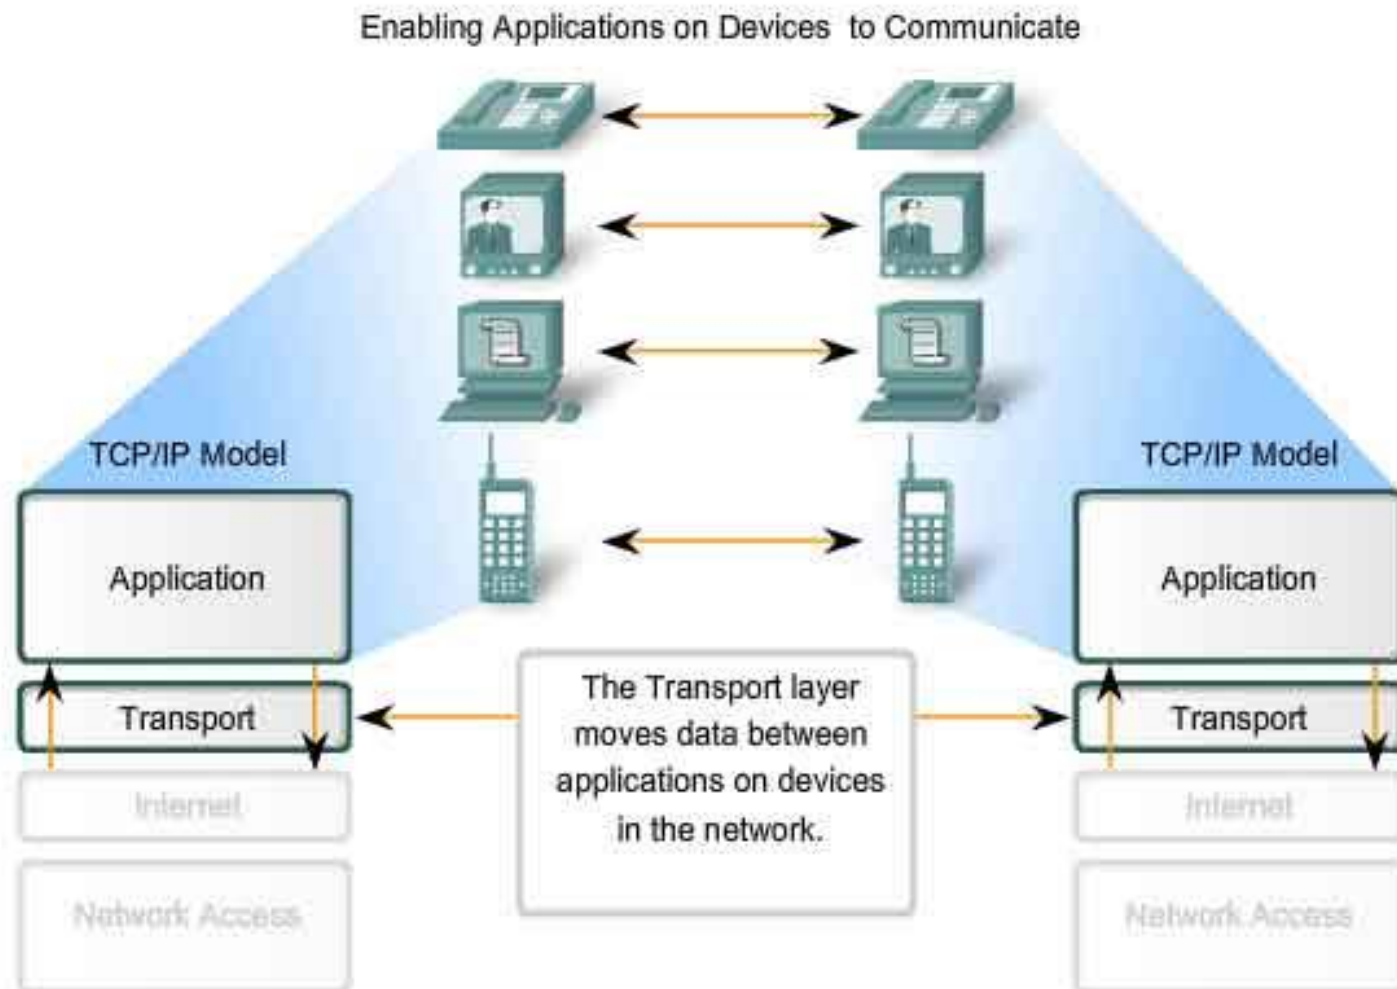 Enabling Applications on Devices to Communicate
TCP/IP Model
TCP/IP Model
Application
Application
The Transport layer
moves data between
applications on devices
in the network.
Transport
Transport
Internet
Internet
Network Access
Network Access